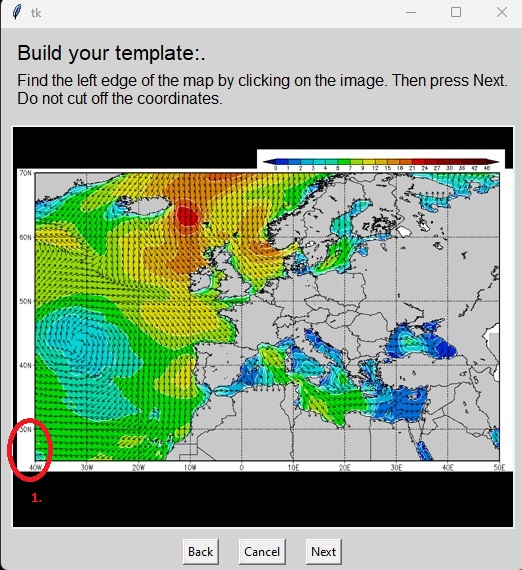 tk
Build your template:.
Find the left edge of the map by clicking on the image. Then press Next.
Do not cut off the coordinates.
0 1 2 3 4 5 6 7 9 12 15 18 21 24 27 30 33 36 42 48
70N
60N
50N
40N
30N
40W 30W 20W 10W 0 10E 20E 30E 40E 50E
1.
Back Cancel Next